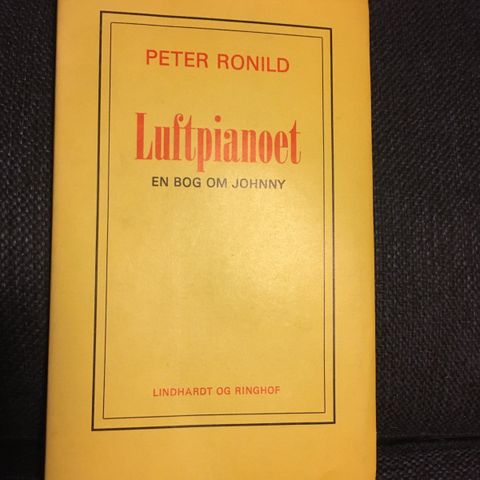 PETER RONILD
Luftpianoet
EN BOG OM JOHNNY
LINDHARDT OG RINGHOF